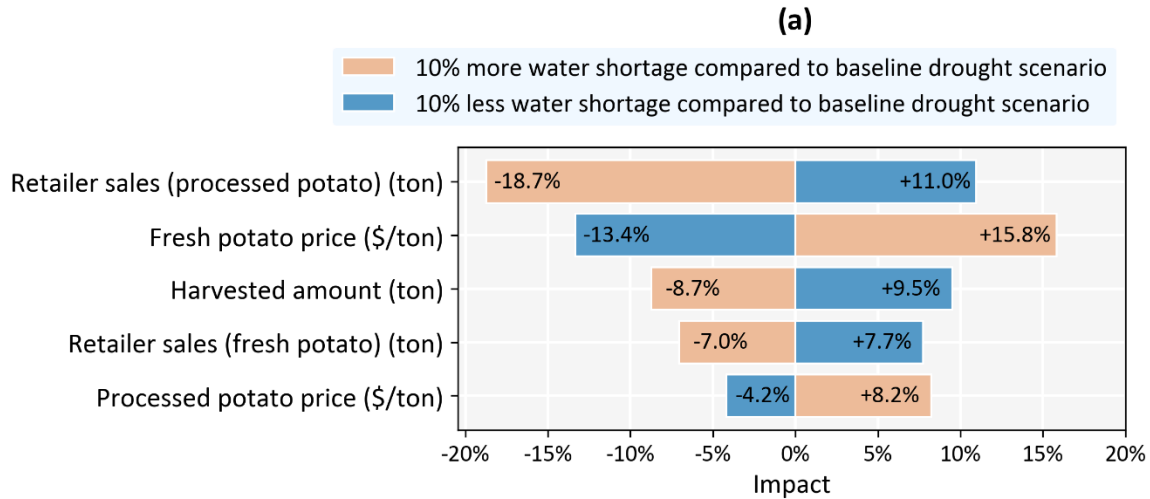 (a)
10% more water shortage compared to baseline drought scenario
10% less water shortage compared to baseline drought scenario
Retailer sales (processed potato) (ton)
-18.7%
+11.0%
Fresh potato price ($/ton)
-13.4%
+15.8%
Harvested amount (ton)
-8.7%
+9.5%
Retailer sales (fresh potato) (ton)
-7.0%
+7.7%
Processed potato price ($/ton)
-4.2%
+8.2%
-20%
-15%
-10%
-5%
0%
5%
10%
15%
20%
Impact